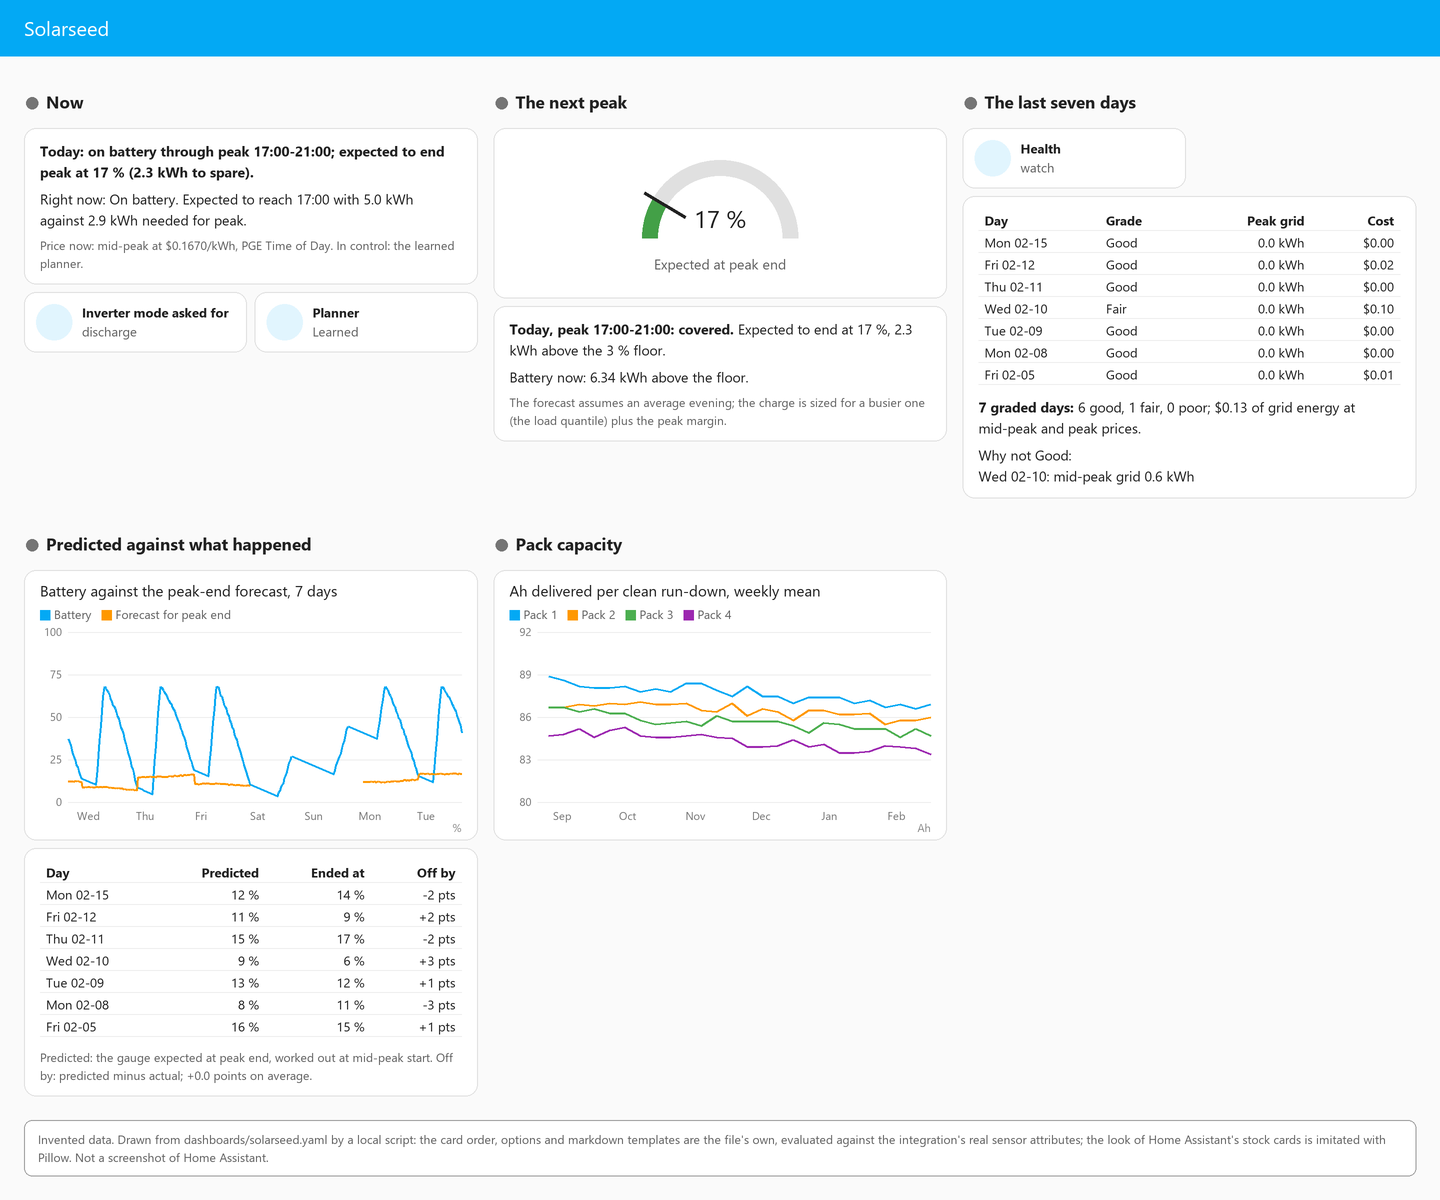 Solarseed
Now
Today: on battery through peak 17:00-21:00; expected to end
peak at 17 % (2.3 kWh to spare).
Right now: On battery. Expected to reach 17:00 with 5.0 kWh
against 2.9 kWh needed for peak.
Price now: mid-peak at $0.1670/kWh, PGE Time of Day. In control: the learned
planner.
Inverter mode asked for
discharge
Planner
Learned
The next peak
17 %
Expected at peak end
Today, peak 17:00-21:00: covered. Expected to end at 17 %, 2.3
kWh above the 3 % floor.
Battery now: 6.34 kWh above the floor.
The forecast assumes an average evening; the charge is sized for a busier one
(the load quantile) plus the peak margin.
The last seven days
Health
watch
Day Grade Peak grid Cost
Mon 02-15 Good 0.0 kWh $0.00
Fri 02-12 Good 0.0 kWh $0.02
Thu 02-11 Good 0.0 kWh $0.00
Wed 02-10 Fair 0.0 kWh $0.10
Tue 02-09 Good 0.0 kWh $0.00
Mon 02-08 Good 0.0 kWh $0.00
Fri 02-05 Good 0.0 kWh $0.01
7 graded days: 6 good, 1 fair, 0 poor; $0.13 of grid energy at
mid-peak and peak prices.
Why not Good:
Wed 02-10: mid-peak grid 0.6 kWh
Predicted against what happened
Battery against the peak-end forecast, 7 days
Battery Forecast for peak end
100
75
50
25
0
Wed Thu Fri Sat Sun Mon Tue
%
Day Predicted Ended at Off by
Mon 02-15 12 % 14 % -2 pts
Fri 02-12 11 % 9 % +2 pts
Thu 02-11 15 % 17 % -2 pts
Wed 02-10 9 % 6 % +3 pts
Tue 02-09 13 % 12 % +1 pts
Mon 02-08 8 % 11 % -3 pts
Fri 02-05 16 % 15 % +1 pts
Predicted: the gauge expected at peak end, worked out at mid-peak start. Off
by: predicted minus actual; +0.0 points on average.
Pack capacity
Ah delivered per clean run-down, weekly mean
Pack 1 Pack 2 Pack 3 Pack 4
92
89
86
83
80
Sep Oct Nov Dec Jan Feb
Ah
Invented data. Drawn from dashboards/solarseed.yaml by a local script: the card order, options and markdown templates are the file's own, evaluated against the integration's real sensor attributes; the look of Home Assistant's stock cards is imitated with
Pillow. Not a screenshot of Home Assistant.